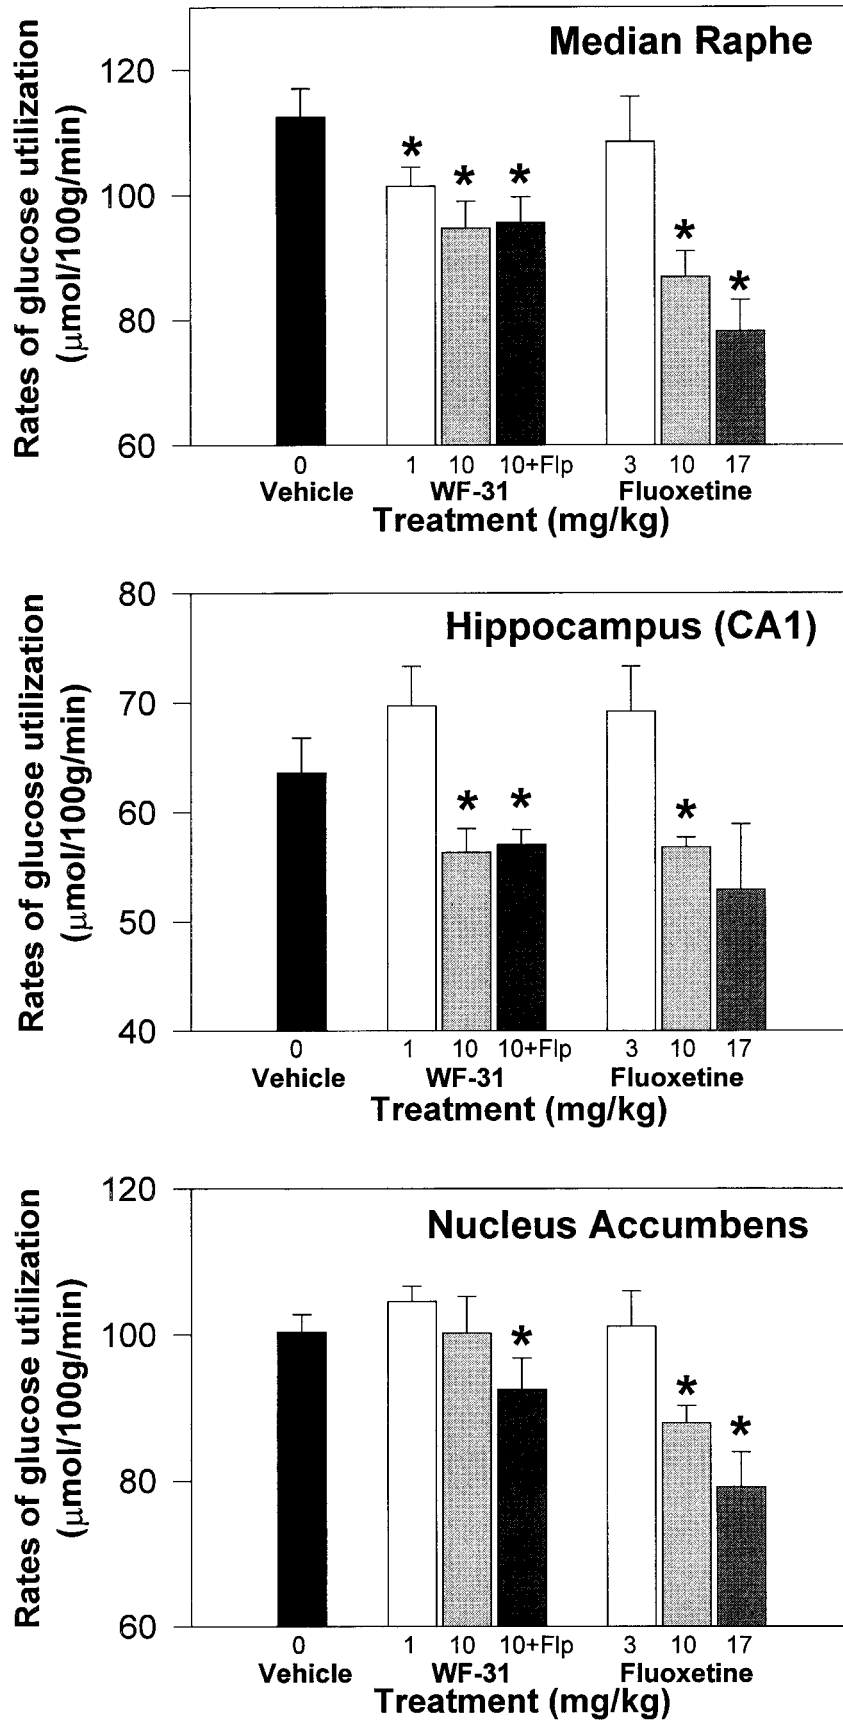 Median Raphe
Rates of glucose utilization
(μmol/100g/min)
120
100
80
60
*
*
*
*
*
0 1 10 10+Flp 3 10 17
Vehicle WF-31 Fluoxetine
Treatment (mg/kg)
Hippocampus (CA1)
Rates of glucose utilization
(μmol/100g/min)
80
70
60
50
40
*
*
*
0 1 10 10+Flp 3 10 17
Vehicle WF-31 Fluoxetine
Treatment (mg/kg)
Nucleus Accumbens
Rates of glucose utilization
(μmol/100g/min)
120
100
80
60
*
*
*
0 1 10 10+Flp 3 10 17
Vehicle WF-31 Fluoxetine
Treatment (mg/kg)